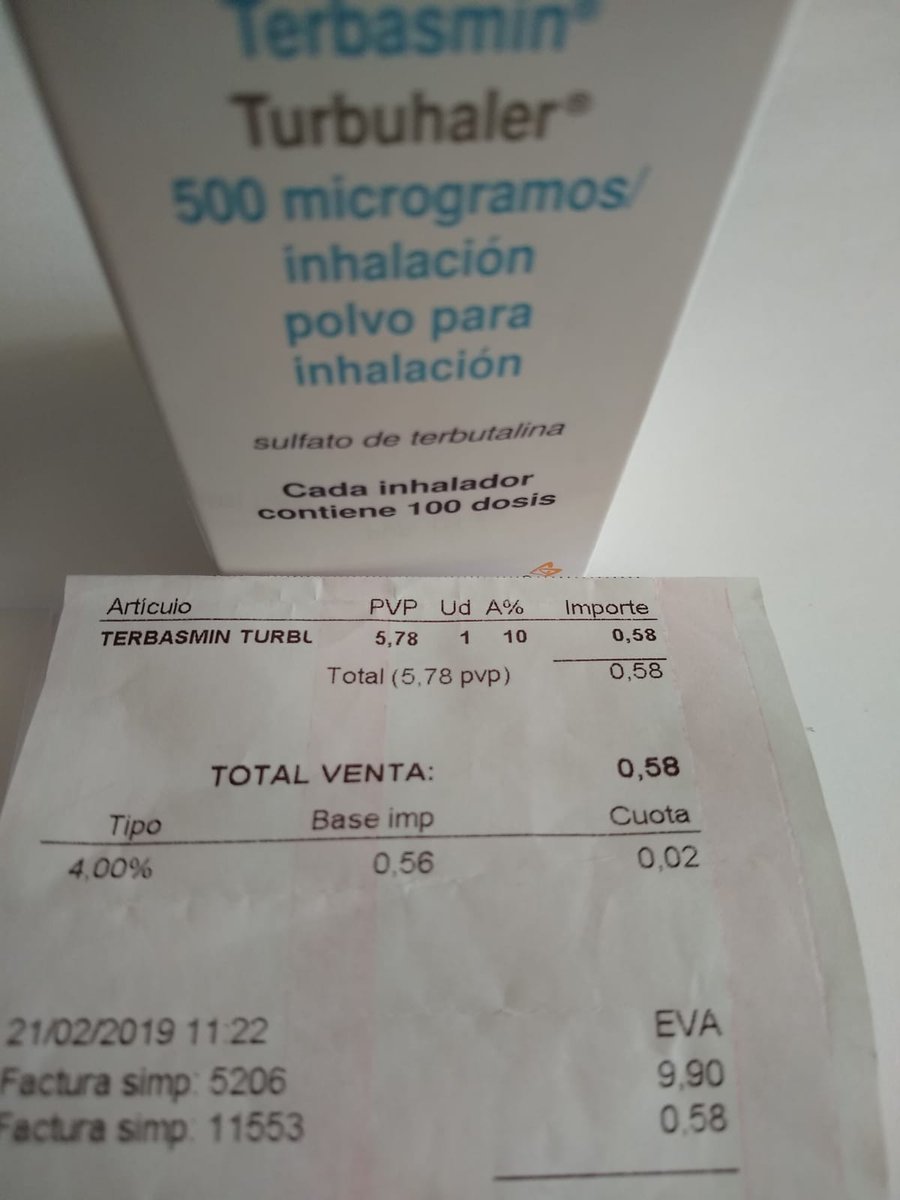 Terbasmin®
Turbuhaler®
500 microgramos/
inhalación
polvo para
inhalación
sulfato de terbutalina
Cada inhalador
contiene 100 dosis
Artículo PVP Ud A% Importe
TERBASMIN TURBU 5,78 1 10 0,58
Total (5,78 pvp) 0,58
TOTAL VENTA: 0,58
Tipo Base imp Cuota
4,00% 0,56 0,02
21/02/2019 11:22 EVA
Factura simp: 5206 9,90
Factura simp: 11553 0,58